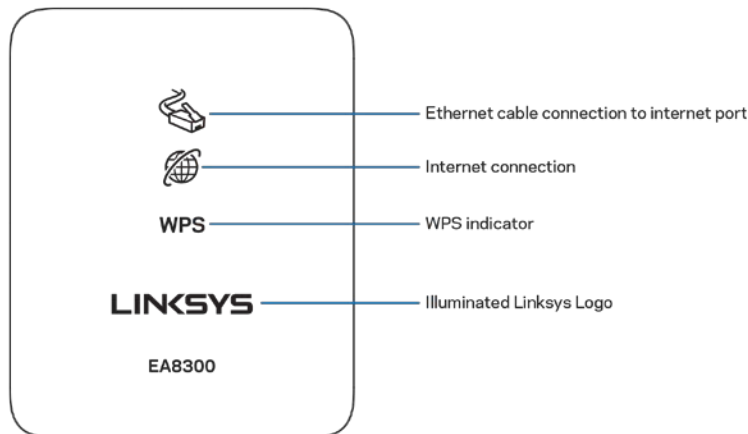 Ethernet cable connection to internet port
Internet connection
WPS WPS indicator
LINKSYS Illuminated Linksys Logo
EA8300